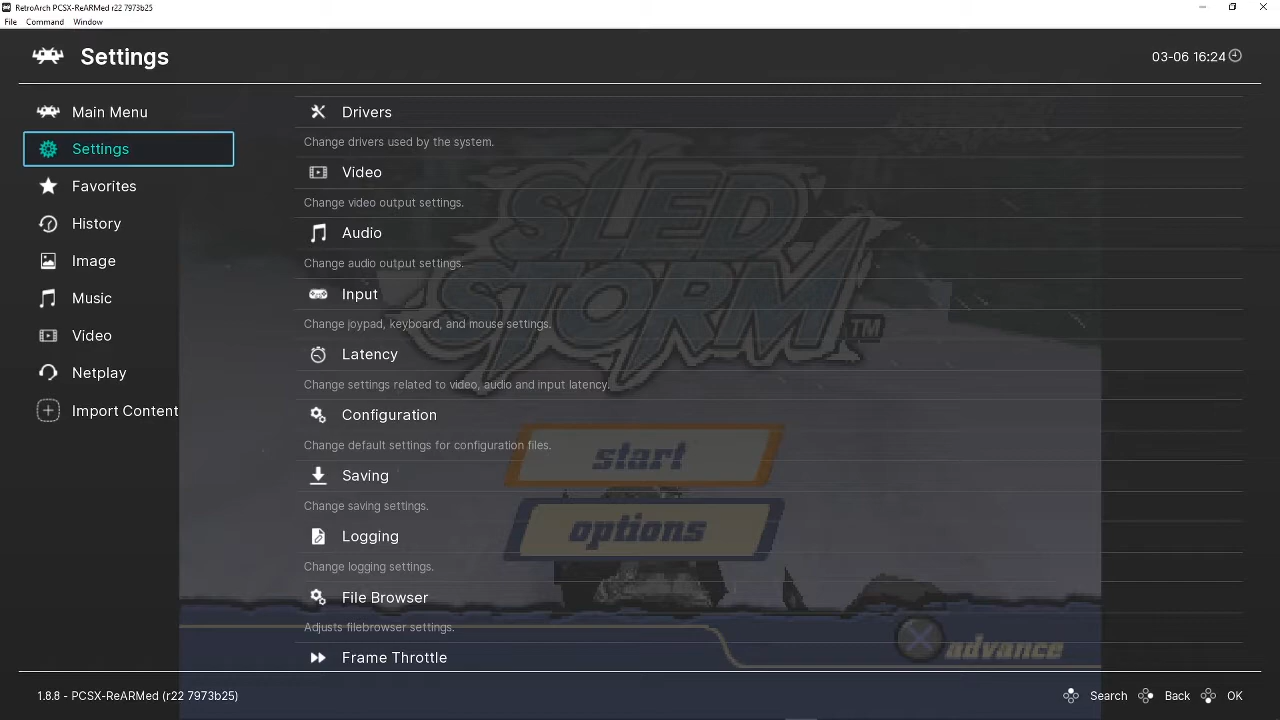 RetroArch PCSX-ReARMed r22 7973b25
File Command Window
Settings
03-06 16:24
Main Menu
Settings
Favorites
History
Image
Music
Video
Netplay
Import Content
Drivers
Change drivers used by the system.
Video
Change video output settings.
Audio
Change audio output settings.
Input
Change joypad, keyboard, and mouse settings.
Latency
Change settings related to video, audio and input latency.
Configuration
Change default settings for configuration files.
Saving
Change saving settings.
Logging
Change logging settings.
File Browser
Adjusts filebrowser settings.
Frame Throttle
SLED
STORM™
start
options
advance
1.8.8 - PCSX-ReARMed (r22 7973b25)
Search Back OK